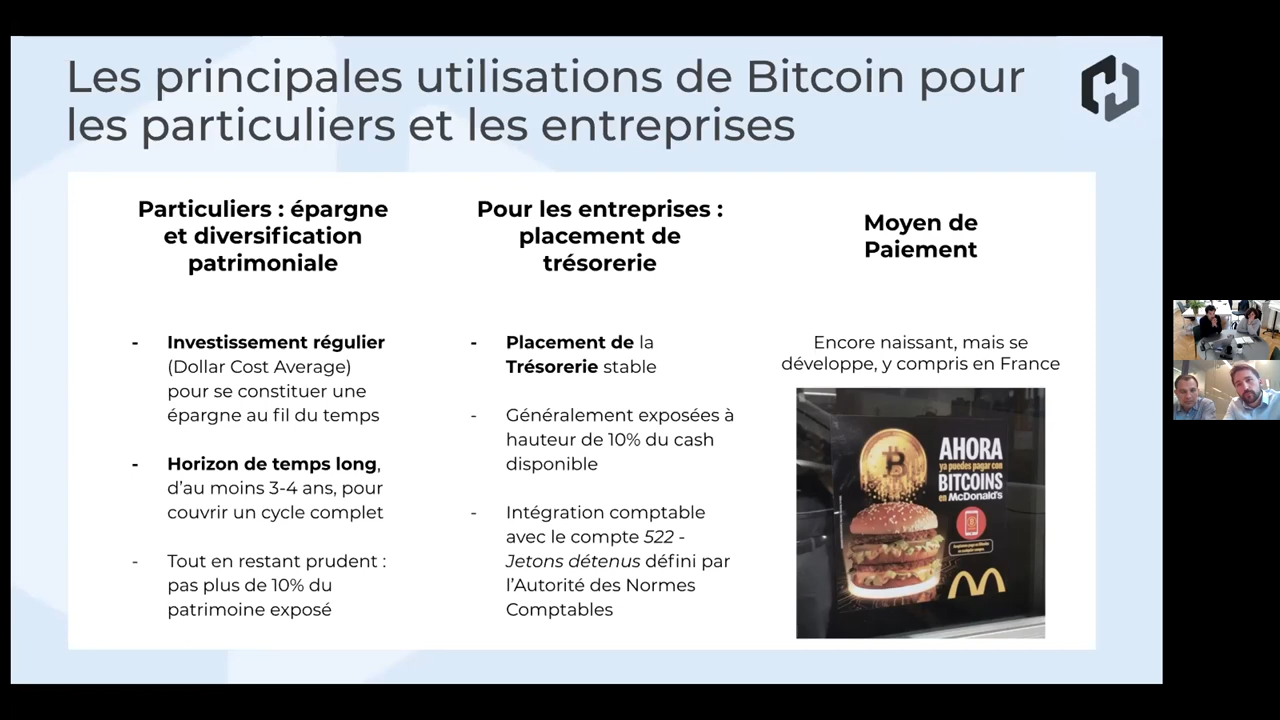 Les principales utilisations de Bitcoin pour
les particuliers et les entreprises
Particuliers : épargne
et diversification
patrimoniale
- Investissement régulier
(Dollar Cost Average)
pour se constituer une
épargne au fil du temps
- Horizon de temps long,
d'au moins 3-4 ans, pour
couvrir un cycle complet
- Tout en restant prudent :
pas plus de 10% du
patrimoine exposé
Pour les entreprises :
placement de
trésorerie
- Placement de la
Trésorerie stable
- Généralement exposées à
hauteur de 10% du cash
disponible
- Intégration comptable
avec le compte 522 -
Jetons détenus défini par
l'Autorité des Normes
Comptables
Moyen de
Paiement
Encore naissant, mais se
développe, y compris en France
AHORA
ya puedes pagar con
BITCOINS
en McDonald's